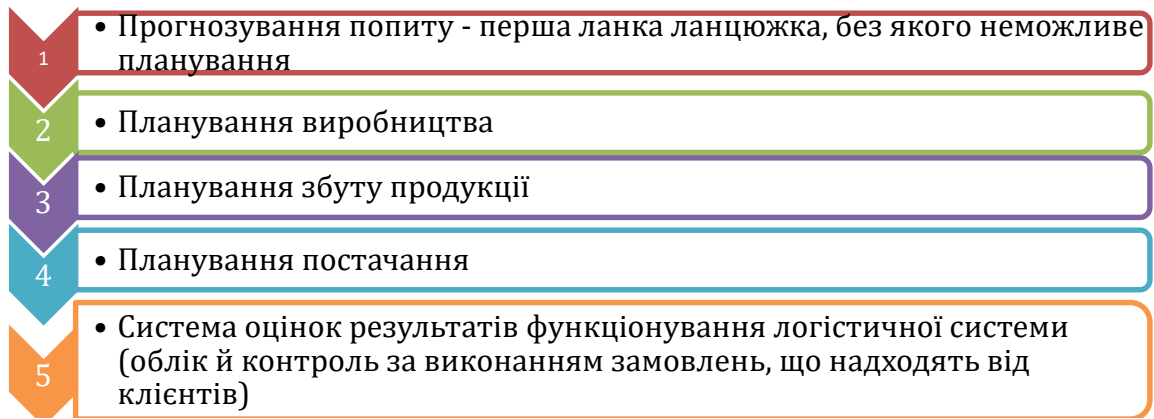 1
• Прогнозування попиту - перша ланка ланцюжка, без якого неможливе
планування
2
• Планування виробництва
3
• Планування збуту продукції
4
• Планування постачання
5
• Система оцінок результатів функціонування логістичної системи
(облік й контроль за виконанням замовлень, що надходять від
клієнтів)